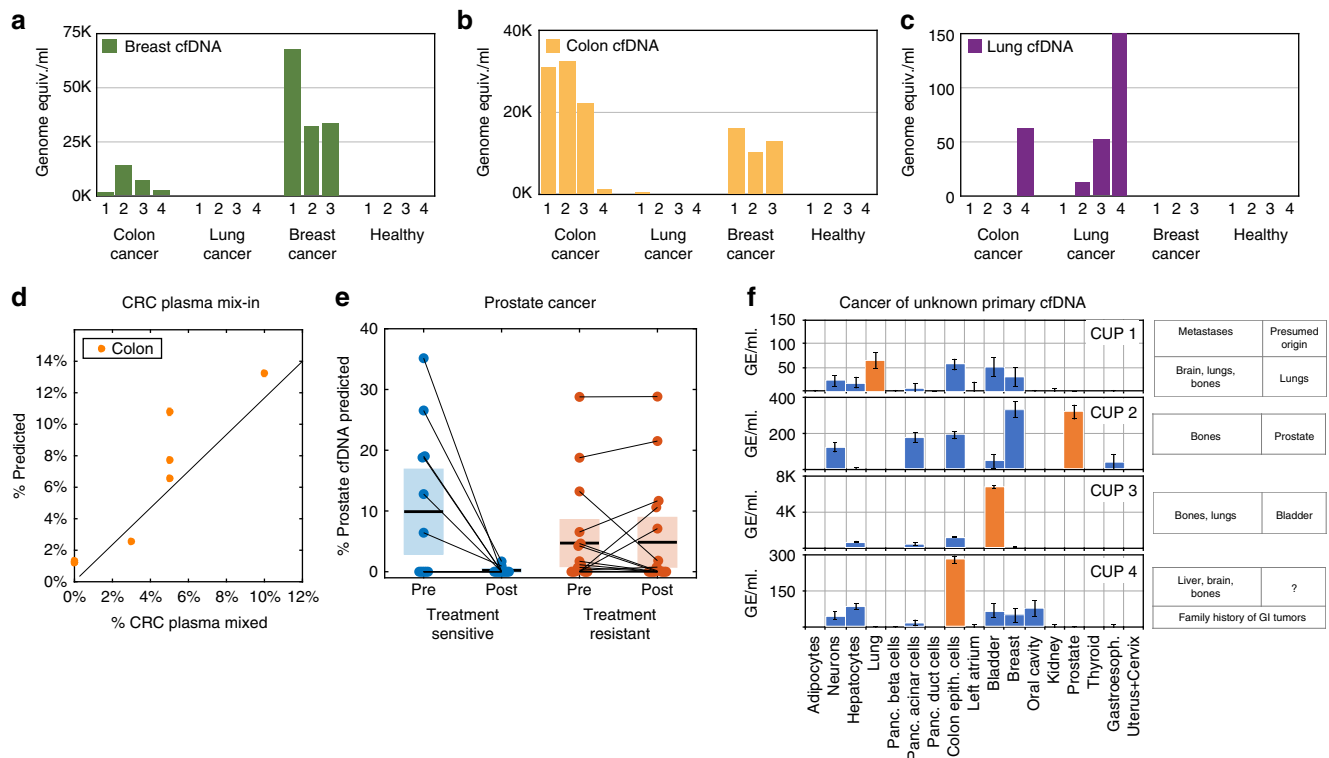 a
Breast cfDNA
Genome equiv./ml
75K
50K
25K
0K
1 2 3 4 1 2 3 4 1 2 3 1 2 3 4
Colon cancer
Lung cancer
Breast cancer
Healthy
b
Colon cfDNA
Genome equiv./ml
40K
20K
0K
1 2 3 4 1 2 3 4 1 2 3 1 2 3 4
Colon cancer
Lung cancer
Breast cancer
Healthy
c
Lung cfDNA
Genome equiv./ml
150
100
50
0
1 2 3 4 1 2 3 4 1 2 3 1 2 3 4
Colon cancer
Lung cancer
Breast cancer
Healthy
d
CRC plasma mix-in
Colon
% Predicted
14%
12%
10%
8%
6%
4%
2%
0%
0% 2% 4% 6% 8% 10% 12%
% CRC plasma mixed
e
Prostate cancer
% Prostate cfDNA predicted
40
30
20
10
0
Pre Post Pre Post
Treatment sensitive
Treatment resistant
f
Cancer of unknown primary cfDNA
GE/ml.
150
100
50
CUP 1
Metastases
Presumed origin
Brain, lungs, bones
Lungs
GE/ml.
400
200
CUP 2
Bones
Prostate
GE/ml.
8K
4K
CUP 3
Bones, lungs
Bladder
GE/ml.
300
150
CUP 4
Liver, brain, bones
?
Family history of GI tumors
Adipocytes
Neurons
Hepatocytes
Lung
Panc. beta cells
Panc. acinar cells
Panc. duct cells
Colon epith. cells
Left atrium
Bladder
Breast
Oral cavity
Kidney
Prostate
Thyroid
Gastroesoph.
Uterus+Cervix